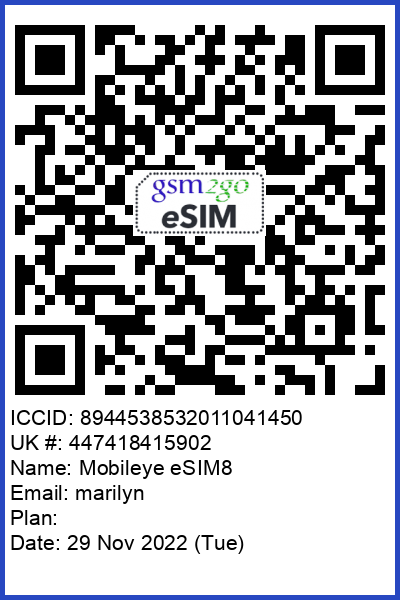 gsm2go
eSIM
ICCID: 8944538532011041450
UK #: 447418415902
Name: Mobileye eSIM8
Email: marilyn
Plan:
Date: 29 Nov 2022 (Tue)